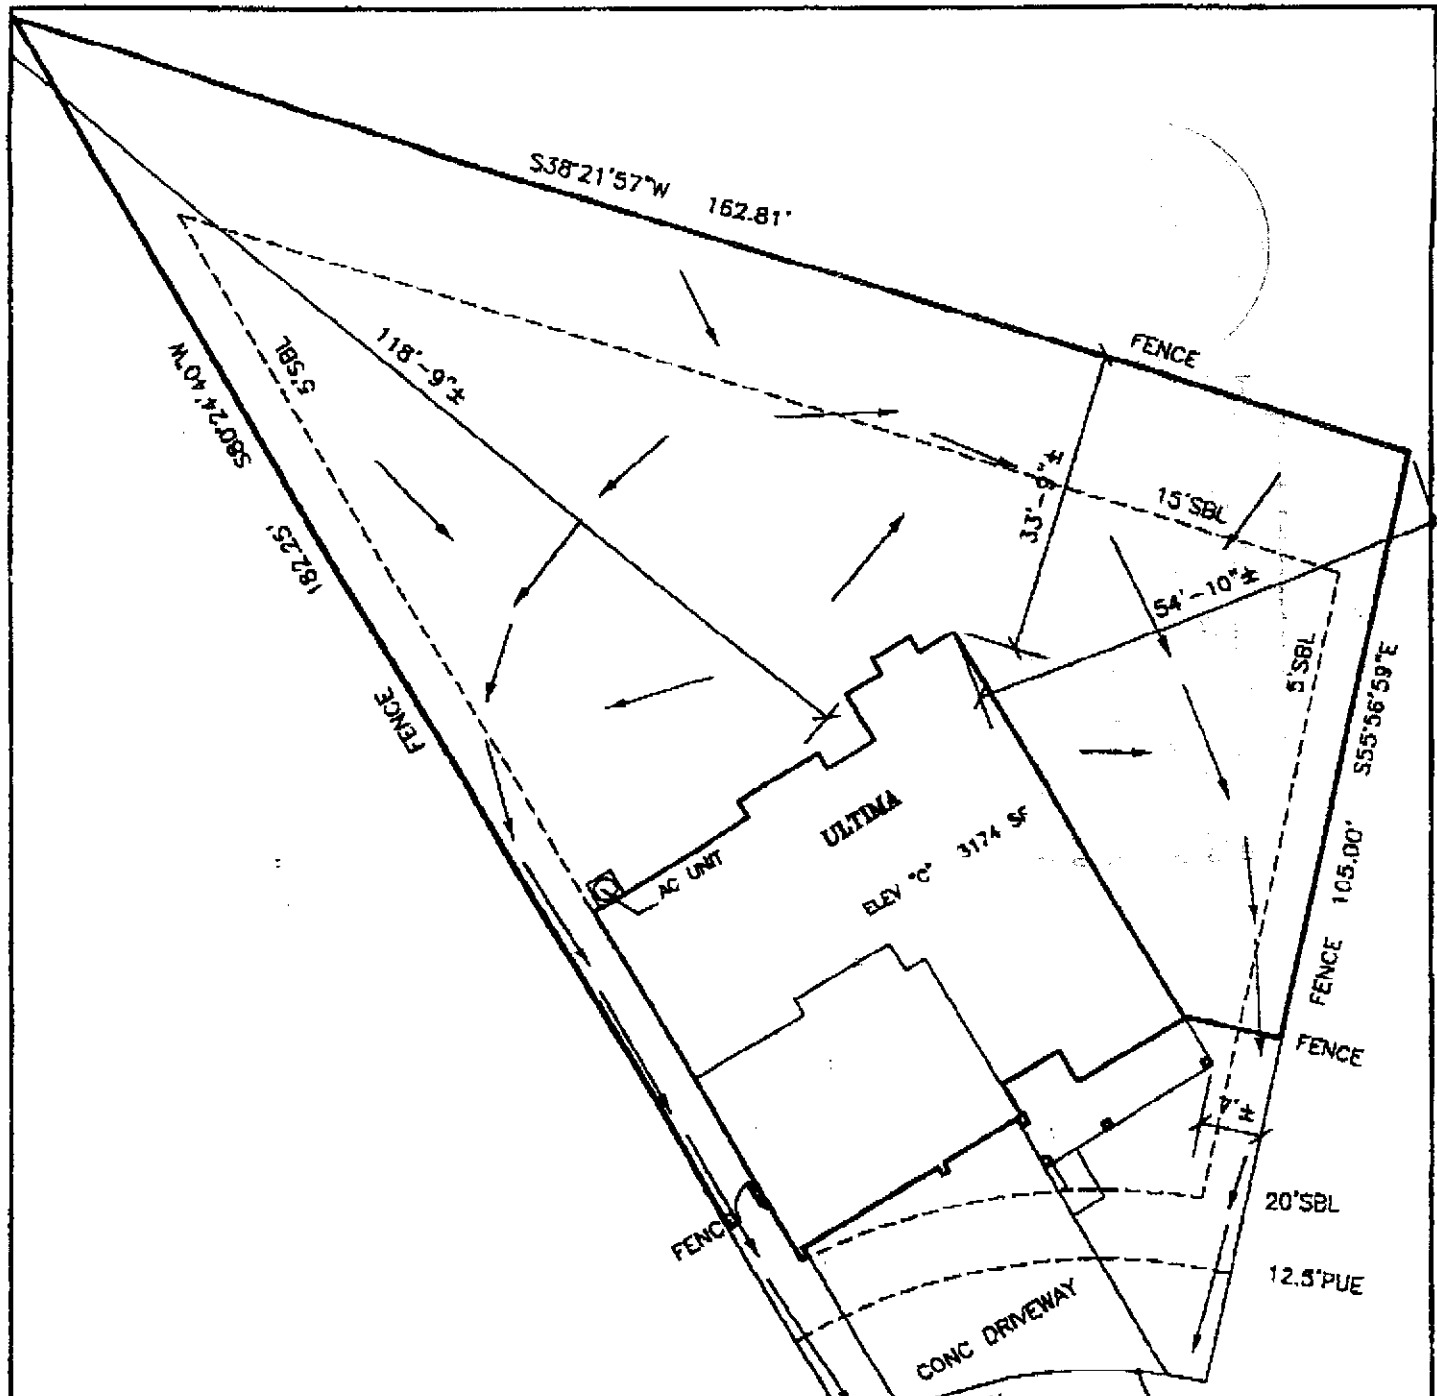 S38°21'57"W 162.81'
FENCE
118'-6"±
5'SBL
S80°24'40"W
182.25'
FENCE
33'-9"±
15'SBL
54'-10"±
5'SBL
S55°56'59"E
105.00'
FENCE
FENCE
ULTIMA
ELEV "C" 3174 SF
AC UNIT
20'SBL
12.5'PUE
FENC
CONC DRIVEWAY